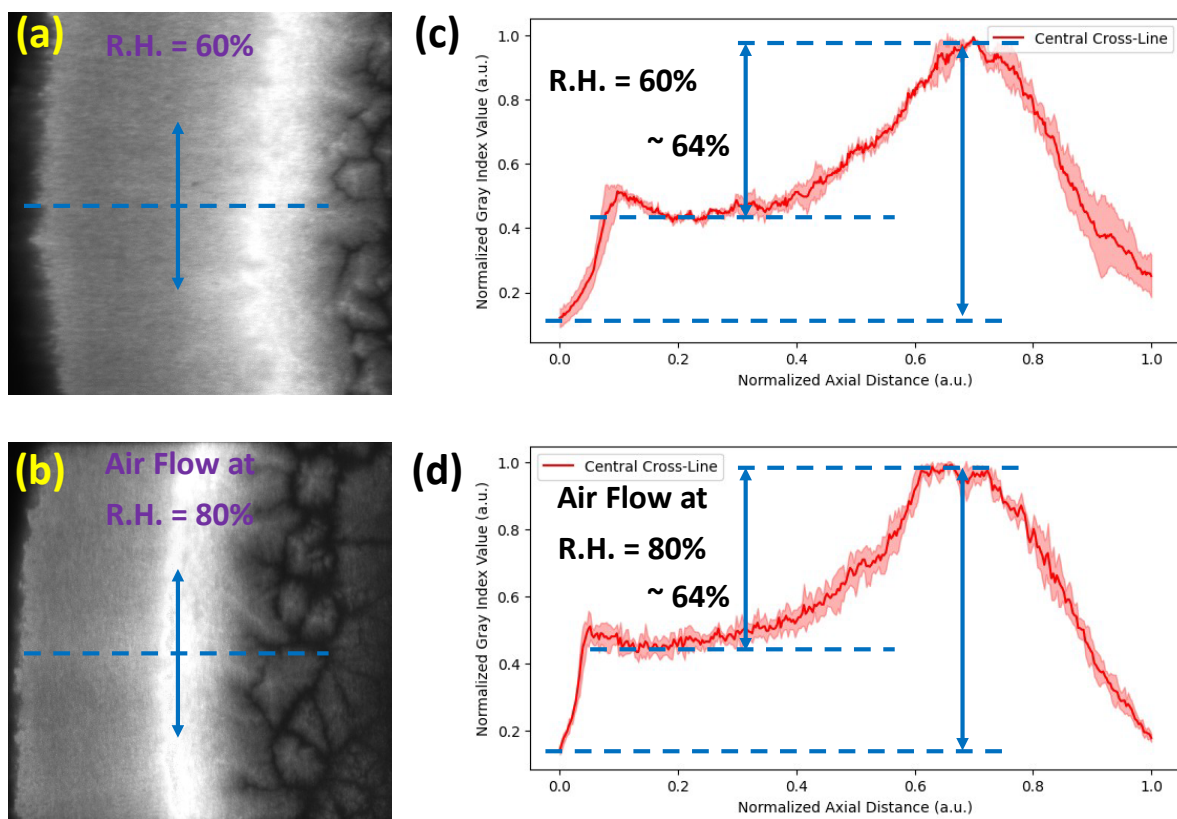 (a)
R.H. = 60%
(c)
Normalized Gray Index Value (a.u.)
1.0
0.8
0.6
0.4
0.2
Central Cross-Line
R.H. = 60%
~ 64%
0.0 0.2 0.4 0.6 0.8 1.0
Normalized Axial Distance (a.u.)
(b)
Air Flow at
R.H. = 80%
(d)
Normalized Gray Index Value (a.u.)
1.0
0.8
0.6
0.4
0.2
Central Cross-Line
Air Flow at
R.H. = 80%
~ 64%
0.0 0.2 0.4 0.6 0.8 1.0
Normalized Axial Distance (a.u.)